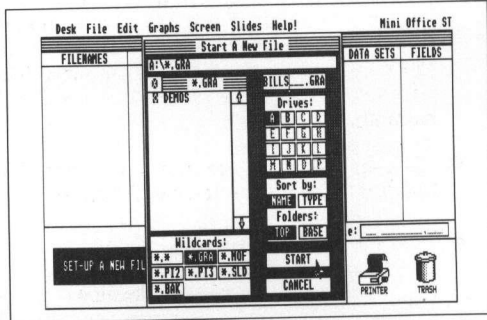 Desk File Edit Graphs Screen Slides Help! Mini Office ST
Start A New File
FILENAMES
DATA SETS FIELDS
A:\*.GRA
*.GRA
BILLS___.GRA
DEMOS
Drives:
A B C D
E F G H
I J K L
M N O P
Sort by:
NAME TYPE
Folders:
TOP BASE
Wildcards:
*.* *.GRA *.MOF
*.PI2 *.PI3 *.SLD
*.BAK
START
CANCEL
SET-UP A NEW FIL
e:
PRINTER TRASH